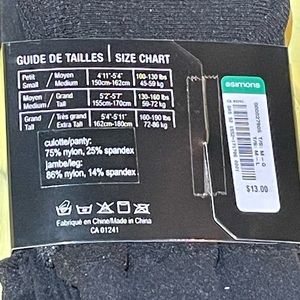 GUIDE DE TAILLES | SIZE CHART
Petit Moyen 4'11"-5'4" 100-130 lbs
Small Medium 150cm-162cm 45-59 kg
Moyen Grand 5'2"-5'7" 130-160 lbs
Medium Tall 155cm-170cm 59-72 kg
Grand Très grand 5'4"-5'11" 160-190 lbs
Tall Extra Tall 162cm-180cm 72-86 kg
culotte/panty:
75% nylon, 25% spandex
jambe/leg:
86% nylon, 14% spandex
Fabriqué en Chine/Made in China
CA 01241
simons
$13.00